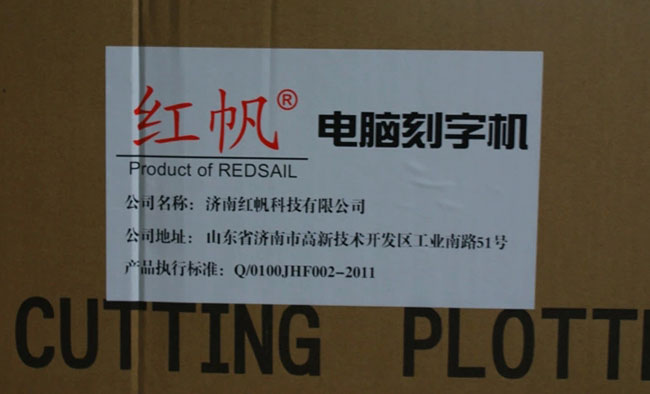 红帆® 电脑刻字机
Product of REDSAIL
公司名称：济南红帆科技有限公司
公司地址：山东省济南市高新技术开发区工业南路51号
产品执行标准：Q/0100JHF002-2011
CUTTING PLOTT